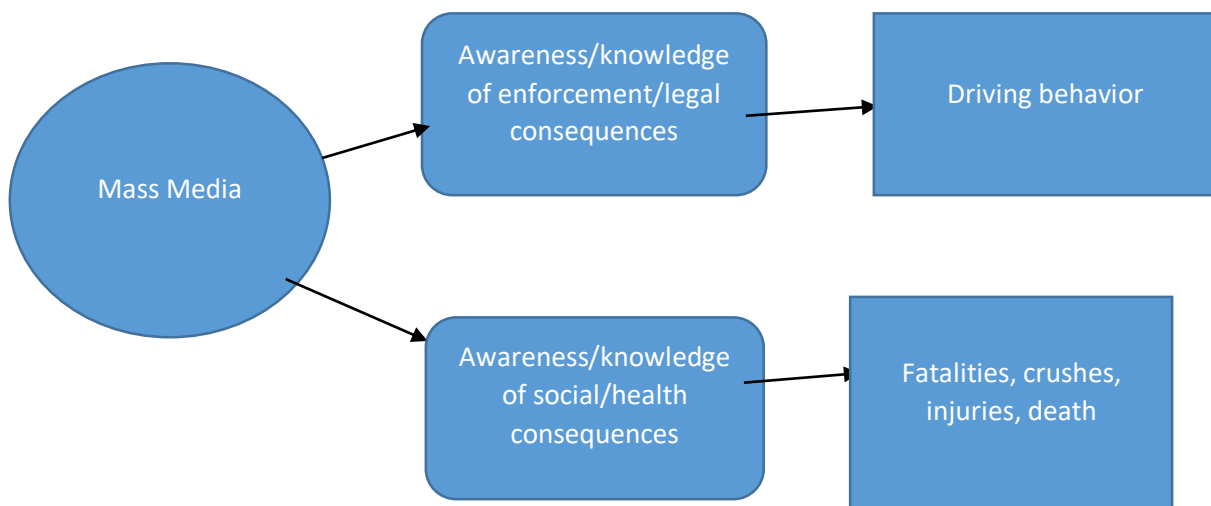 Mass Media
Awareness/knowledge
of enforcement/legal
consequences
Driving behavior
Awareness/knowledge
of social/health
consequences
Fatalities, crushes,
injuries, death